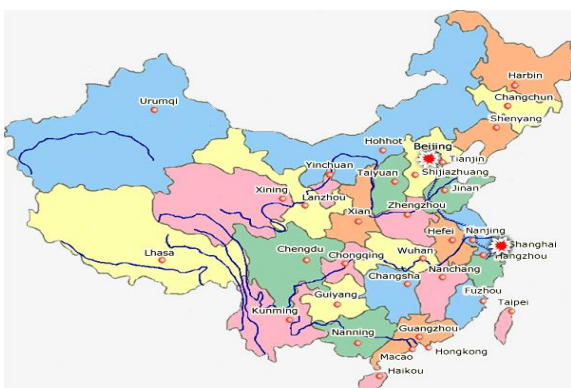 Harbin
Urumqi
Changchun
Shenyang
Hohhot
Beijing
Tianjin
Yinchuan
Taiyuan
Shijiazhuang
Xining
Jinan
Lanzhou
Zhengzhou
Xian
Hefei
Nanjing
Shanghai
Lhasa
Chengdu
Wuhan
Hangzhou
Chongqing
Nanchang
Changsha
Guiyang
Fuzhou
Taipei
Kunming
Nanning
Guangzhou
Macao
Hongkong
Haikou